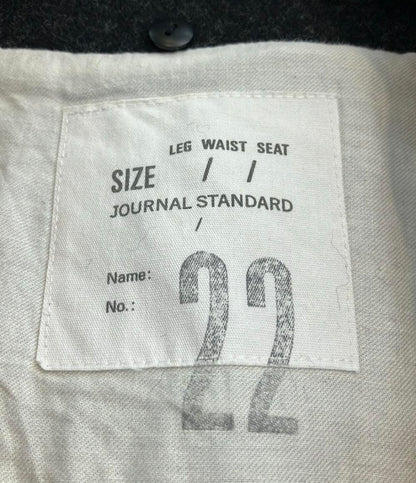 LEG WAIST SEAT
SIZE / /
JOURNAL STANDARD
/
Name:
No.:
22